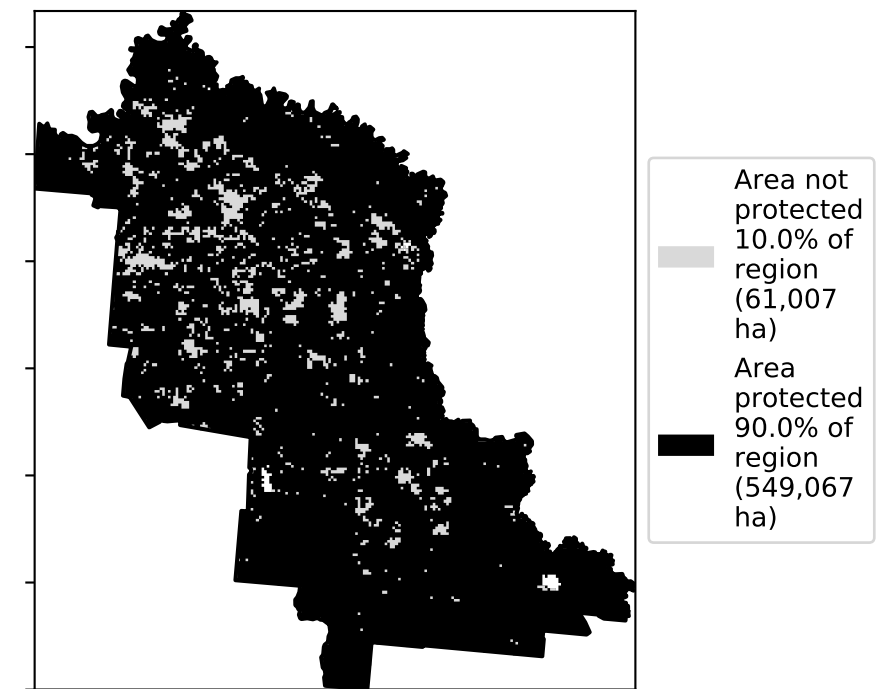 Area not
protected
10.0% of
region
(61,007
ha)
Area
protected
90.0% of
region
(549,067
ha)